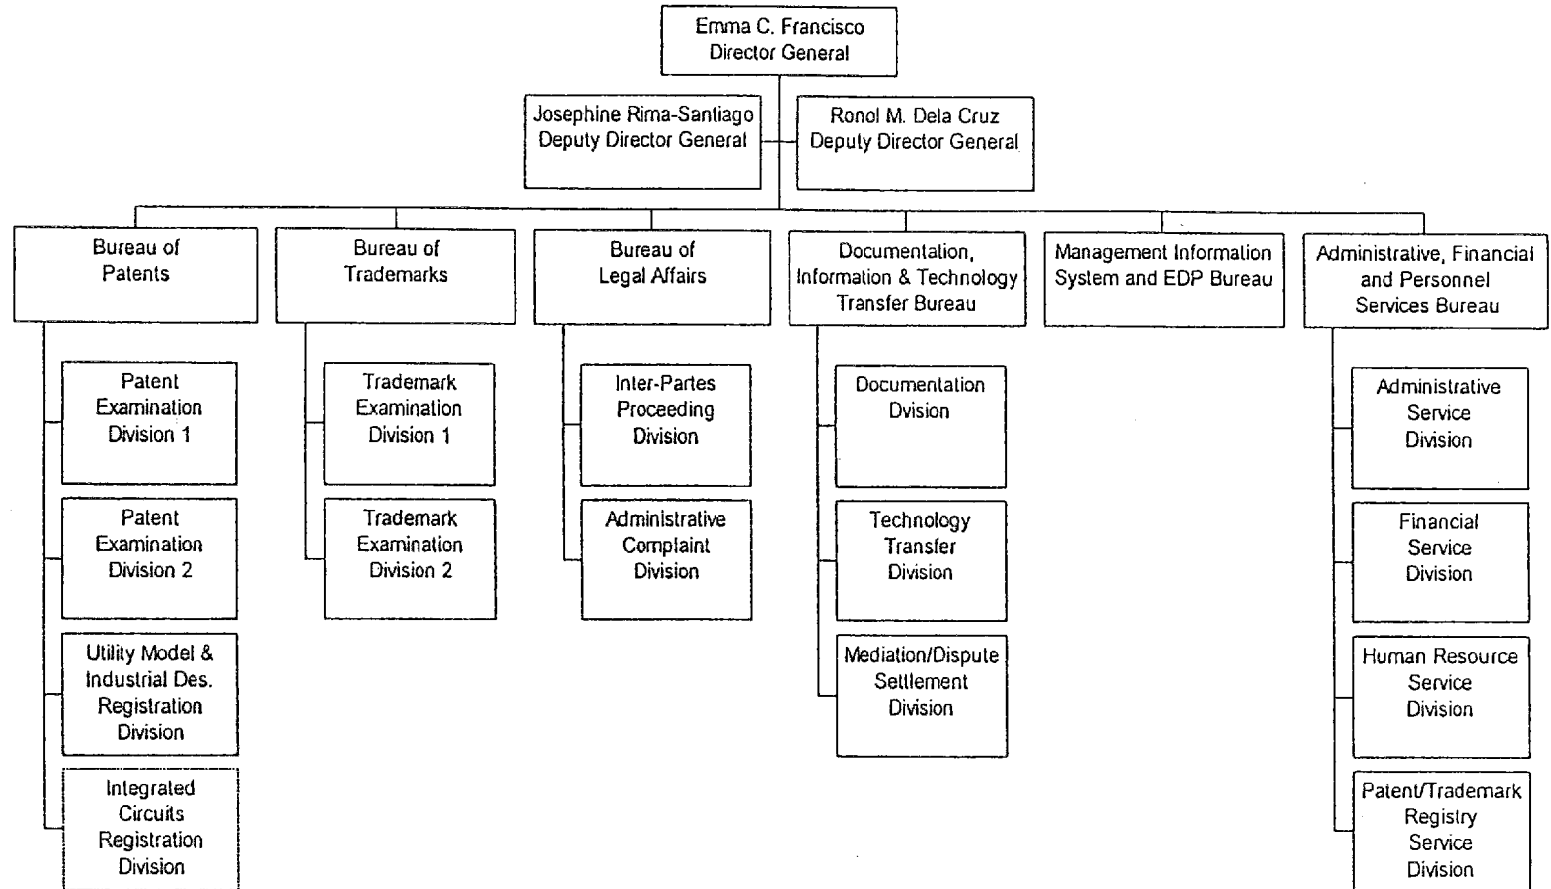 Emma C. Francisco
Director General
Josephine Rima-Santiago
Deputy Director General
Ronol M. Dela Cruz
Deputy Director General
Bureau of
Patents
Bureau of
Trademarks
Bureau of
Legal Affairs
Documentation,
Information & Technology
Transfer Bureau
Management Information
System and EDP Bureau
Administrative, Financial
and Personnel
Services Bureau
Patent
Examination
Division 1
Patent
Examination
Division 2
Utility Model &
Industrial Des.
Registration
Division
Integrated
Circuits
Registration
Division
Trademark
Examination
Division 1
Trademark
Examination
Division 2
Inter-Partes
Proceeding
Division
Administrative
Complaint
Division
Documentation
Dvision
Technology
Transfer
Division
Mediation/Dispute
Settlement
Division
Administrative
Service
Division
Financial
Service
Division
Human Resource
Service
Division
Patent/Trademark
Registry
Service
Division